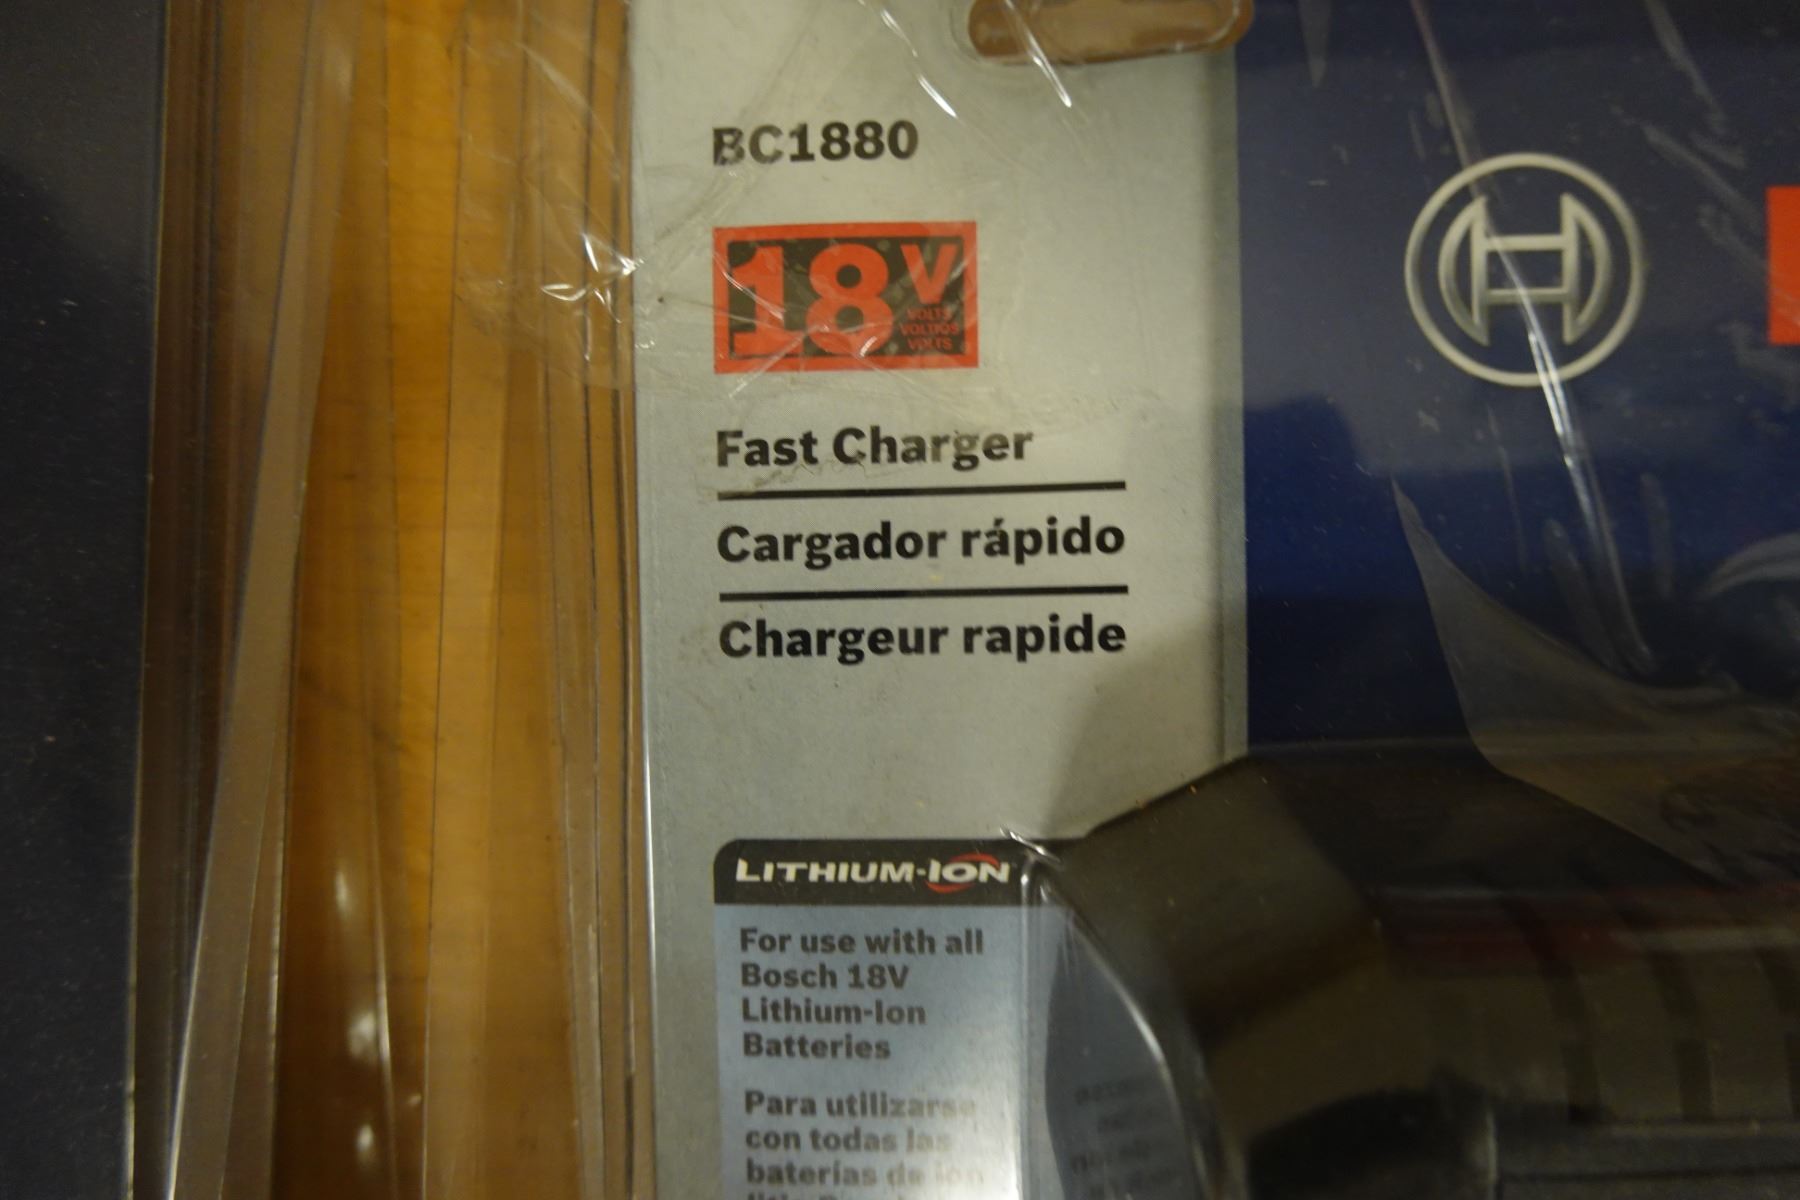 BC1880
18V
VOLTS
VOLTIOS
VOLTS
Fast Charger
Cargador rápido
Chargeur rapide
LITHIUM-ION
For use with all
Bosch 18V
Lithium-Ion
Batteries
Para utilizarse
con todas las
baterías de ion